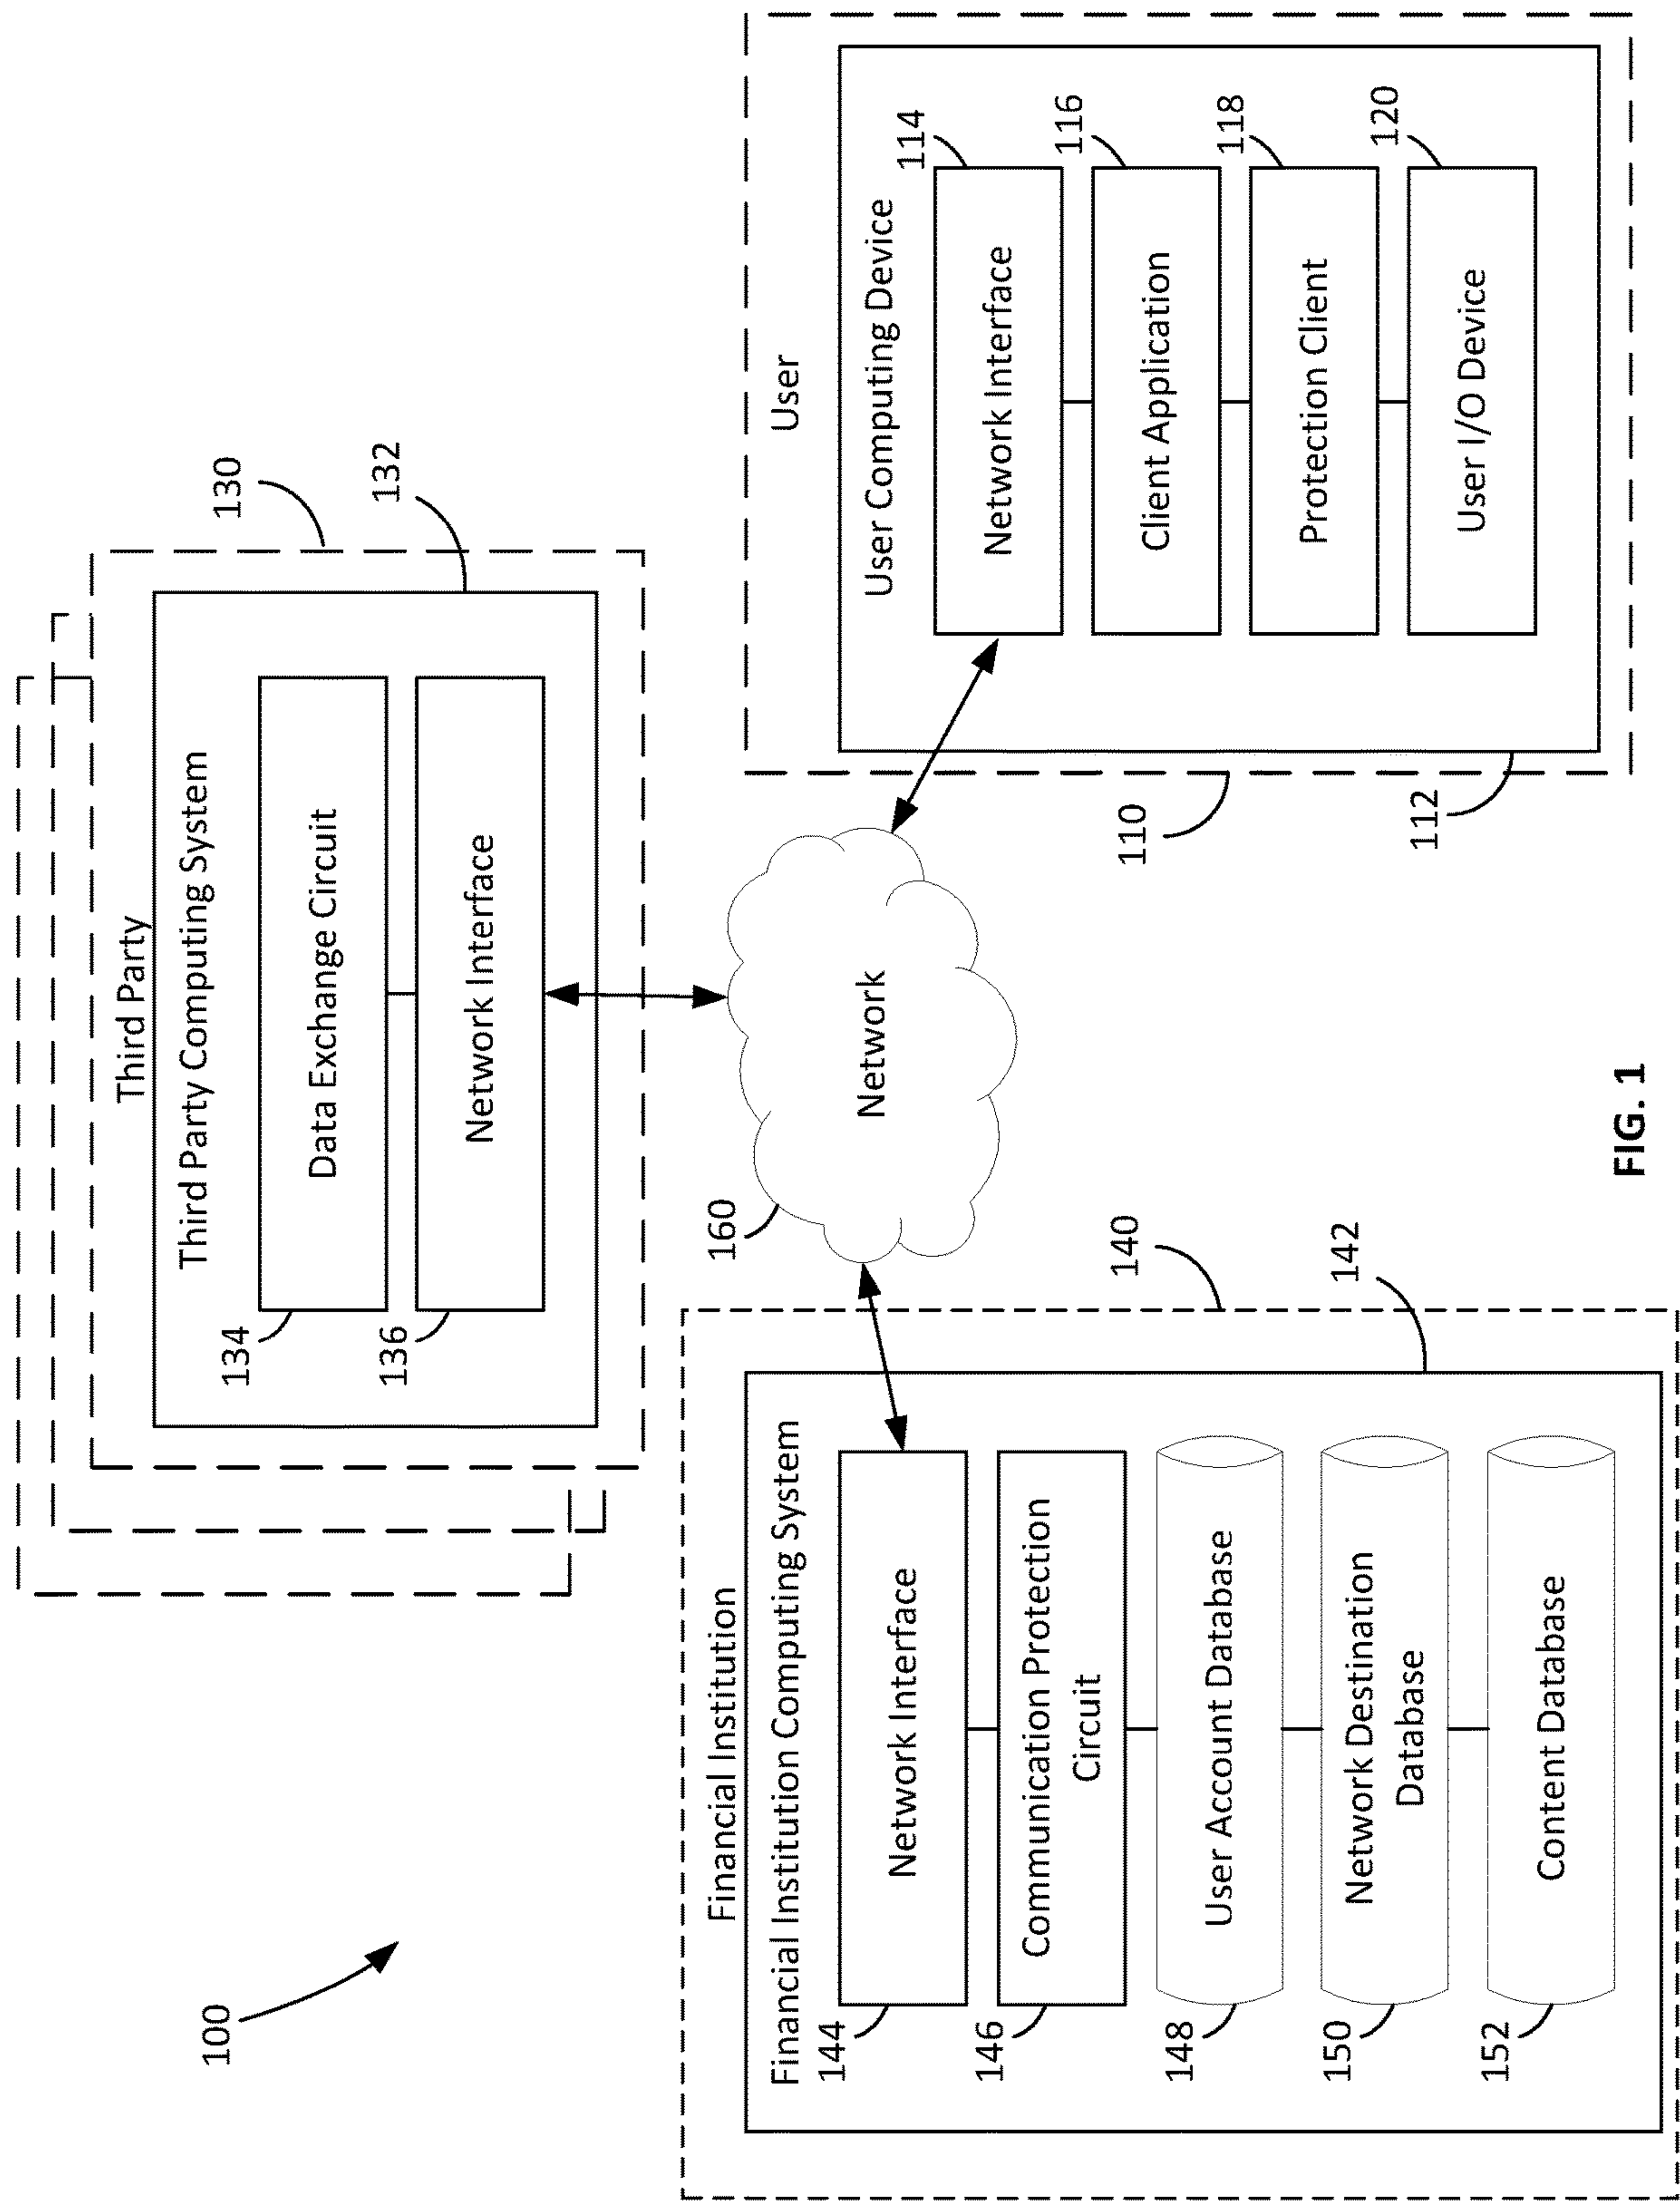 100
Third Party
130
Third Party Computing System
132
134
Data Exchange Circuit
136
Network Interface
160
Network
Financial Institution
140
Financial Institution Computing System
142
144
Network Interface
146
Communication Protection
Circuit
148
User Account Database
150
Network Destination
Database
152
Content Database
User
110
User Computing Device
112
114
Network Interface
116
Client Application
118
Protection Client
120
User I/O Device
FIG. 1